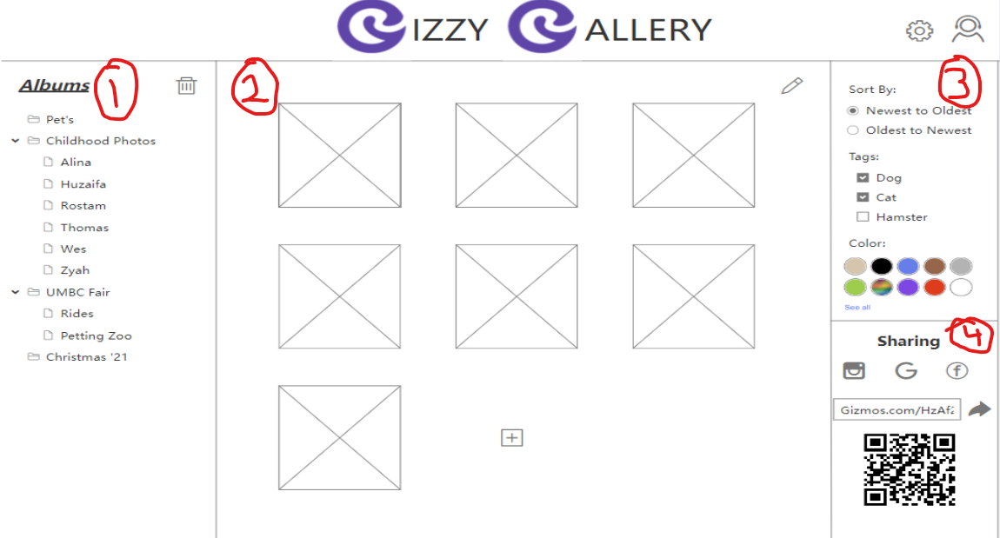 IZZY ALLERY
Albums 1
Pet's
Childhood Photos
Alina
Huzaifa
Rostam
Thomas
Wes
Zyah
UMBC Fair
Rides
Petting Zoo
Christmas '21
2
3
Sort By:
Newest to Oldest
Oldest to Newest
Tags:
Dog
Cat
Hamster
Color:
See all
Sharing 4
G f
Gizmos.com/HzAf2